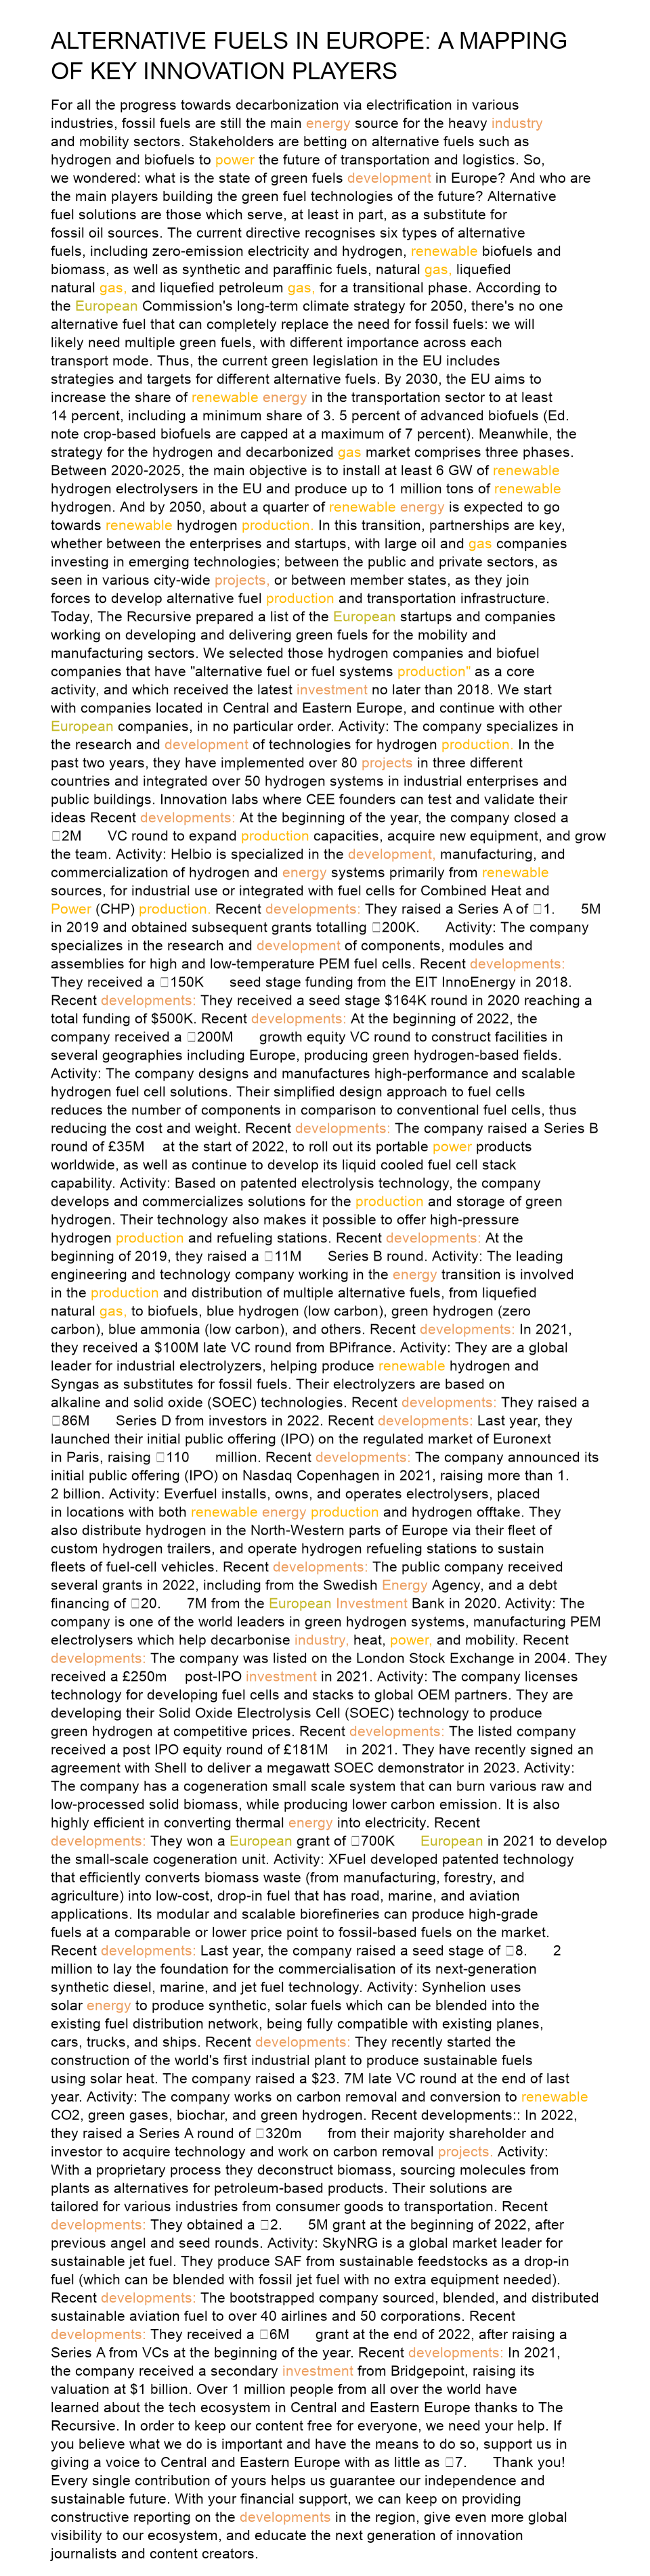 ALTERNATIVE FUELS IN EUROPE: A MAPPING
OF KEY INNOVATION PLAYERS
For all the progress towards decarbonization via electrification in various
industries, fossil fuels are still the main energy source for the heavy industry
and mobility sectors. Stakeholders are betting on alternative fuels such as
hydrogen and biofuels to power the future of transportation and logistics. So,
we wondered: what is the state of green fuels development in Europe? And who are
the main players building the green fuel technologies of the future? Alternative
fuel solutions are those which serve, at least in part, as a substitute for
fossil oil sources. The current directive recognises six types of alternative
fuels, including zero-emission electricity and hydrogen, renewable biofuels and
biomass, as well as synthetic and paraffinic fuels, natural gas, liquefied
natural gas, and liquefied petroleum gas, for a transitional phase. According to
the European Commission's long-term climate strategy for 2050, there's no one
alternative fuel that can completely replace the need for fossil fuels: we will
likely need multiple green fuels, with different importance across each
transport mode. Thus, the current green legislation in the EU includes
strategies and targets for different alternative fuels. By 2030, the EU aims to
increase the share of renewable energy in the transportation sector to at least
14 percent, including a minimum share of 3. 5 percent of advanced biofuels (Ed.
note crop-based biofuels are capped at a maximum of 7 percent). Meanwhile, the
strategy for the hydrogen and decarbonized gas market comprises three phases.
Between 2020-2025, the main objective is to install at least 6 GW of renewable
hydrogen electrolysers in the EU and produce up to 1 million tons of renewable
hydrogen. And by 2050, about a quarter of renewable energy is expected to go
towards renewable hydrogen production. In this transition, partnerships are key,
whether between the enterprises and startups, with large oil and gas companies
investing in emerging technologies; between the public and private sectors, as
seen in various city-wide projects, or between member states, as they join
forces to develop alternative fuel production and transportation infrastructure.
Today, The Recursive prepared a list of the European startups and companies
working on developing and delivering green fuels for the mobility and
manufacturing sectors. We selected those hydrogen companies and biofuel
companies that have "alternative fuel or fuel systems production" as a core
activity, and which received the latest investment no later than 2018. We start
with companies located in Central and Eastern Europe, and continue with other
European companies, in no particular order. Activity: The company specializes in
the research and development of technologies for hydrogen production. In the
past two years, they have implemented over 80 projects in three different
countries and integrated over 50 hydrogen systems in industrial enterprises and
public buildings. Innovation labs where CEE founders can test and validate their
ideas Recent developments: At the beginning of the year, the company closed a
□2M VC round to expand production capacities, acquire new equipment, and grow
the team. Activity: Helbio is specialized in the development, manufacturing, and
commercialization of hydrogen and energy systems primarily from renewable
sources, for industrial use or integrated with fuel cells for Combined Heat and
Power (CHP) production. Recent developments: They raised a Series A of □1. 5M
in 2019 and obtained subsequent grants totalling □200K. Activity: The company
specializes in the research and development of components, modules and
assemblies for high and low-temperature PEM fuel cells. Recent developments:
They received a □150K seed stage funding from the EIT InnoEnergy in 2018.
Recent developments: They received a seed stage $164K round in 2020 reaching a
total funding of $500K. Recent developments: At the beginning of 2022, the
company received a □200M growth equity VC round to construct facilities in
several geographies including Europe, producing green hydrogen-based fields.
Activity: The company designs and manufactures high-performance and scalable
hydrogen fuel cell solutions. Their simplified design approach to fuel cells
reduces the number of components in comparison to conventional fuel cells, thus
reducing the cost and weight. Recent developments: The company raised a Series B
round of £35M at the start of 2022, to roll out its portable power products
worldwide, as well as continue to develop its liquid cooled fuel cell stack
capability. Activity: Based on patented electrolysis technology, the company
develops and commercializes solutions for the production and storage of green
hydrogen. Their technology also makes it possible to offer high-pressure
hydrogen production and refueling stations. Recent developments: At the
beginning of 2019, they raised a □11M Series B round. Activity: The leading
engineering and technology company working in the energy transition is involved
in the production and distribution of multiple alternative fuels, from liquefied
natural gas, to biofuels, blue hydrogen (low carbon), green hydrogen (zero
carbon), blue ammonia (low carbon), and others. Recent developments: In 2021,
they received a $100M late VC round from BPifrance. Activity: They are a global
leader for industrial electrolyzers, helping produce renewable hydrogen and
Syngas as substitutes for fossil fuels. Their electrolyzers are based on
alkaline and solid oxide (SOEC) technologies. Recent developments: They raised a
□86M Series D from investors in 2022. Recent developments: Last year, they
launched their initial public offering (IPO) on the regulated market of Euronext
in Paris, raising □110 million. Recent developments: The company announced its
initial public offering (IPO) on Nasdaq Copenhagen in 2021, raising more than 1.
2 billion. Activity: Everfuel installs, owns, and operates electrolysers, placed
in locations with both renewable energy production and hydrogen offtake. They
also distribute hydrogen in the North-Western parts of Europe via their fleet of
custom hydrogen trailers, and operate hydrogen refueling stations to sustain
fleets of fuel-cell vehicles. Recent developments: The public company received
several grants in 2022, including from the Swedish Energy Agency, and a debt
financing of □20. 7M from the European Investment Bank in 2020. Activity: The
company is one of the world leaders in green hydrogen systems, manufacturing PEM
electrolysers which help decarbonise industry, heat, power, and mobility. Recent
developments: The company was listed on the London Stock Exchange in 2004. They
received a £250m post-IPO investment in 2021. Activity: The company licenses
technology for developing fuel cells and stacks to global OEM partners. They are
developing their Solid Oxide Electrolysis Cell (SOEC) technology to produce
green hydrogen at competitive prices. Recent developments: The listed company
received a post IPO equity round of £181M in 2021. They have recently signed an
agreement with Shell to deliver a megawatt SOEC demonstrator in 2023. Activity:
The company has a cogeneration small scale system that can burn various raw and
low-processed solid biomass, while producing lower carbon emission. It is also
highly efficient in converting thermal energy into electricity. Recent
developments: They won a European grant of □700K European in 2021 to develop
the small-scale cogeneration unit. Activity: XFuel developed patented technology
that efficiently converts biomass waste (from manufacturing, forestry, and
agriculture) into low-cost, drop-in fuel that has road, marine, and aviation
applications. Its modular and scalable biorefineries can produce high-grade
fuels at a comparable or lower price point to fossil-based fuels on the market.
Recent developments: Last year, the company raised a seed stage of □8. 2
million to lay the foundation for the commercialisation of its next-generation
synthetic diesel, marine, and jet fuel technology. Activity: Synhelion uses
solar energy to produce synthetic, solar fuels which can be blended into the
existing fuel distribution network, being fully compatible with existing planes,
cars, trucks, and ships. Recent developments: They recently started the
construction of the world's first industrial plant to produce sustainable fuels
using solar heat. The company raised a $23. 7M late VC round at the end of last
year. Activity: The company works on carbon removal and conversion to renewable
CO2, green gases, biochar, and green hydrogen. Recent developments:: In 2022,
they raised a Series A round of □320m from their majority shareholder and
investor to acquire technology and work on carbon removal projects. Activity:
With a proprietary process they deconstruct biomass, sourcing molecules from
plants as alternatives for petroleum-based products. Their solutions are
tailored for various industries from consumer goods to transportation. Recent
developments: They obtained a □2. 5M grant at the beginning of 2022, after
previous angel and seed rounds. Activity: SkyNRG is a global market leader for
sustainable jet fuel. They produce SAF from sustainable feedstocks as a drop-in
fuel (which can be blended with fossil jet fuel with no extra equipment needed).
Recent developments: The bootstrapped company sourced, blended, and distributed
sustainable aviation fuel to over 40 airlines and 50 corporations. Recent
developments: They received a □6M grant at the end of 2022, after raising a
Series A from VCs at the beginning of the year. Recent developments: In 2021,
the company received a secondary investment from Bridgepoint, raising its
valuation at $1 billion. Over 1 million people from all over the world have
learned about the tech ecosystem in Central and Eastern Europe thanks to The
Recursive. In order to keep our content free for everyone, we need your help. If
you believe what we do is important and have the means to do so, support us in
giving a voice to Central and Eastern Europe with as little as □7. Thank you!
Every single contribution of yours helps us guarantee our independence and
sustainable future. With your financial support, we can keep on providing
constructive reporting on the developments in the region, give even more global
visibility to our ecosystem, and educate the next generation of innovation
journalists and content creators.